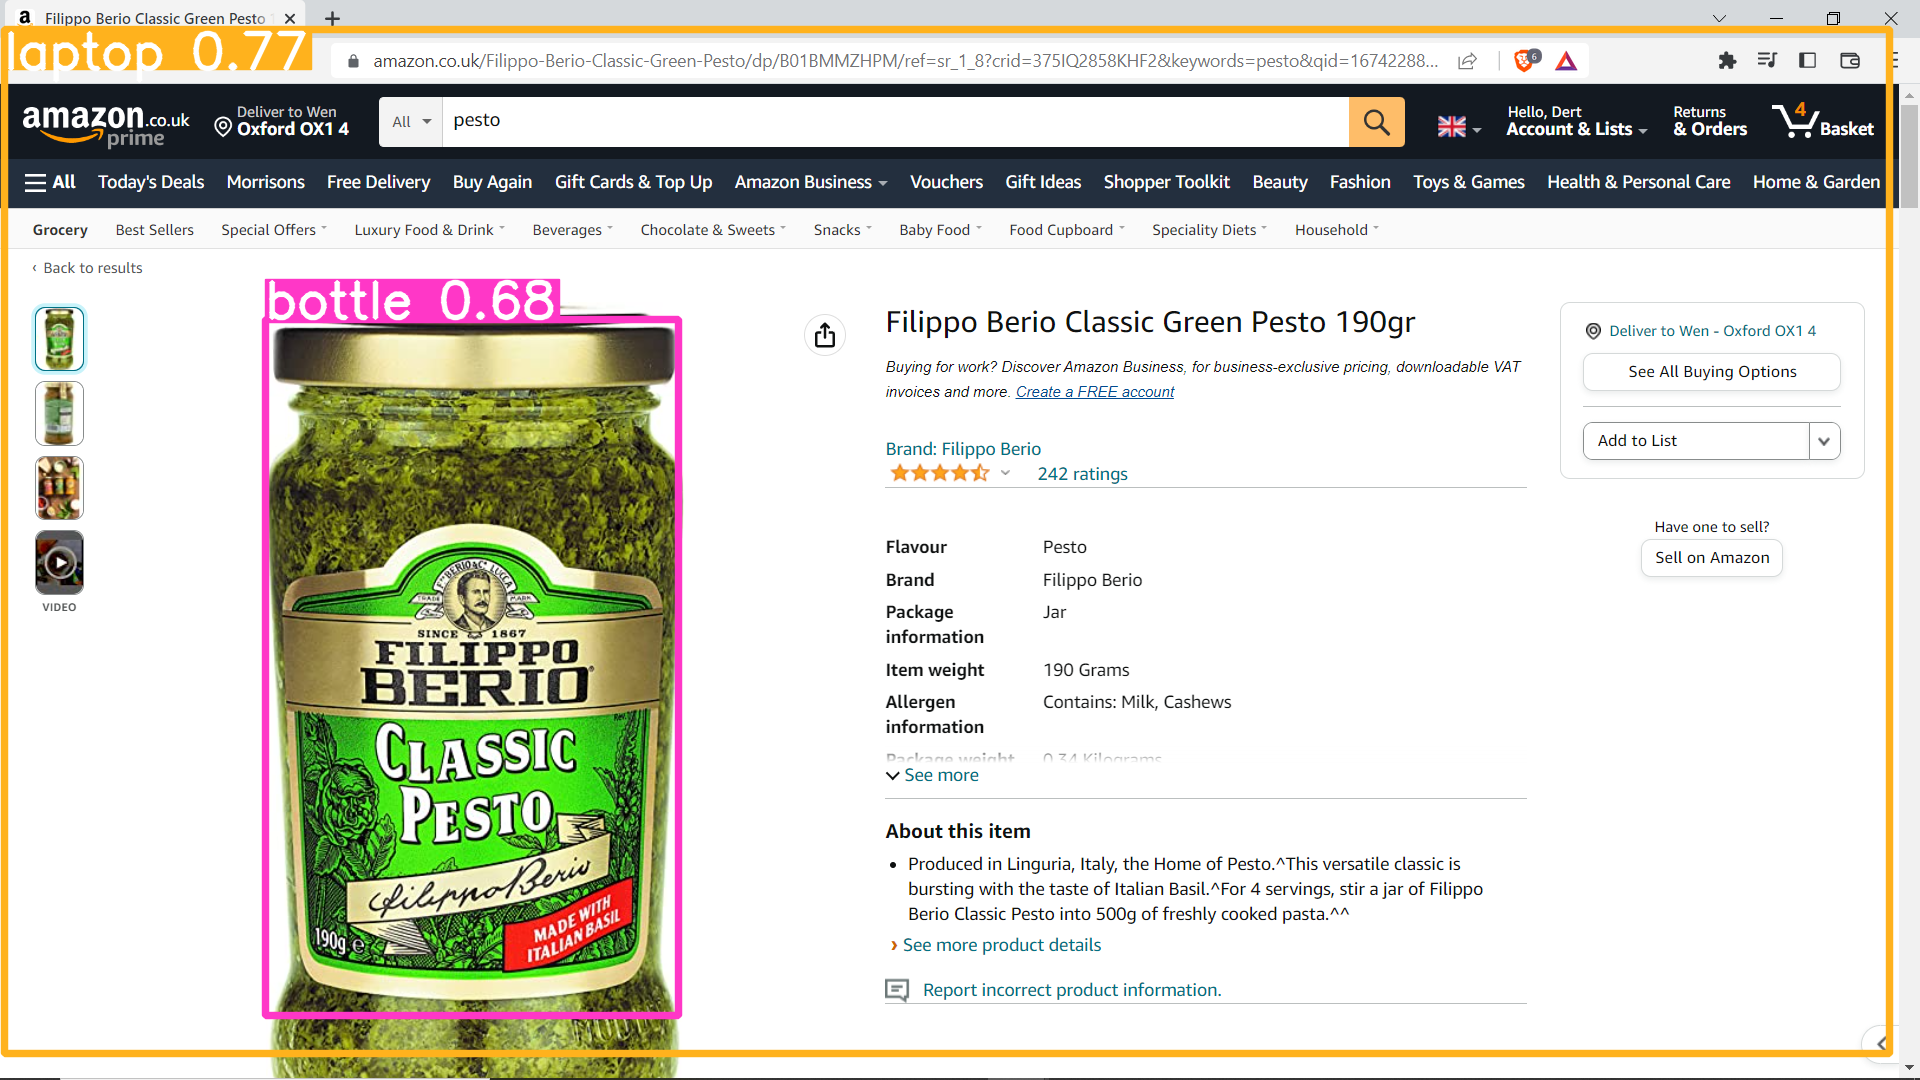 Filippo Berio Classic Green Pesto
laptop 0.77
amazon.co.uk/Filippo-Berio-Classic-Green-Pesto/dp/B01BMMZHPM/ref=sr_1_8?crid=375IQ2858KHF2&keywords=pesto&qid=16742288...
6
amazon.co.uk
prime
Deliver to Wen
Oxford OX1 4
All
pesto
Hello, Dert
Account & Lists
Returns
& Orders
4
Basket
All Today's Deals Morrisons Free Delivery Buy Again Gift Cards & Top Up Amazon Business Vouchers Gift Ideas Shopper Toolkit Beauty Fashion Toys & Games Health & Personal Care Home & Garden
Grocery Best Sellers Special Offers Luxury Food & Drink Beverages Chocolate & Sweets Snacks Baby Food Food Cupboard Speciality Diets Household
‹ Back to results
VIDEO
bottle 0.68
F. BERIO & C. LUCCA
TRADE MARK
SINCE 1867
FILIPPO
BERIO®
CLASSIC
PESTO
Filippo Berio
MADE WITH
ITALIAN BASIL
190g e
Filippo Berio Classic Green Pesto 190gr
Buying for work? Discover Amazon Business, for business-exclusive pricing, downloadable VAT
invoices and more. Create a FREE account
Brand: Filippo Berio
242 ratings
Flavour Pesto
Brand Filippo Berio
Package Jar
information
Item weight 190 Grams
Allergen Contains: Milk, Cashews
information
Package weight 0.34 Kilograms
See more
About this item
• Produced in Linguria, Italy, the Home of Pesto.^This versatile classic is
bursting with the taste of Italian Basil.^For 4 servings, stir a jar of Filippo
Berio Classic Pesto into 500g of freshly cooked pasta.^^
› See more product details
Report incorrect product information.
Deliver to Wen - Oxford OX1 4
See All Buying Options
Add to List
Have one to sell?
Sell on Amazon